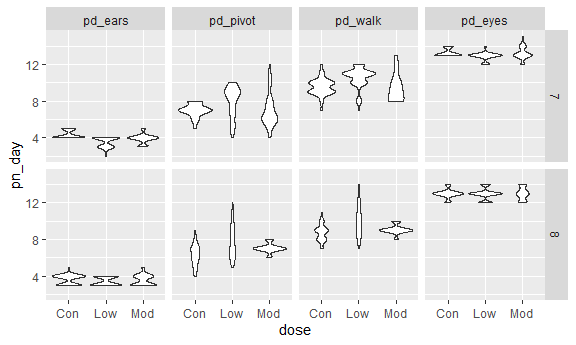 pd_ears pd_pivot pd_walk pd_eyes
12
8
4
7
12
8
4
8
pn_day
Con Low Mod Con Low Mod Con Low Mod Con Low Mod
dose